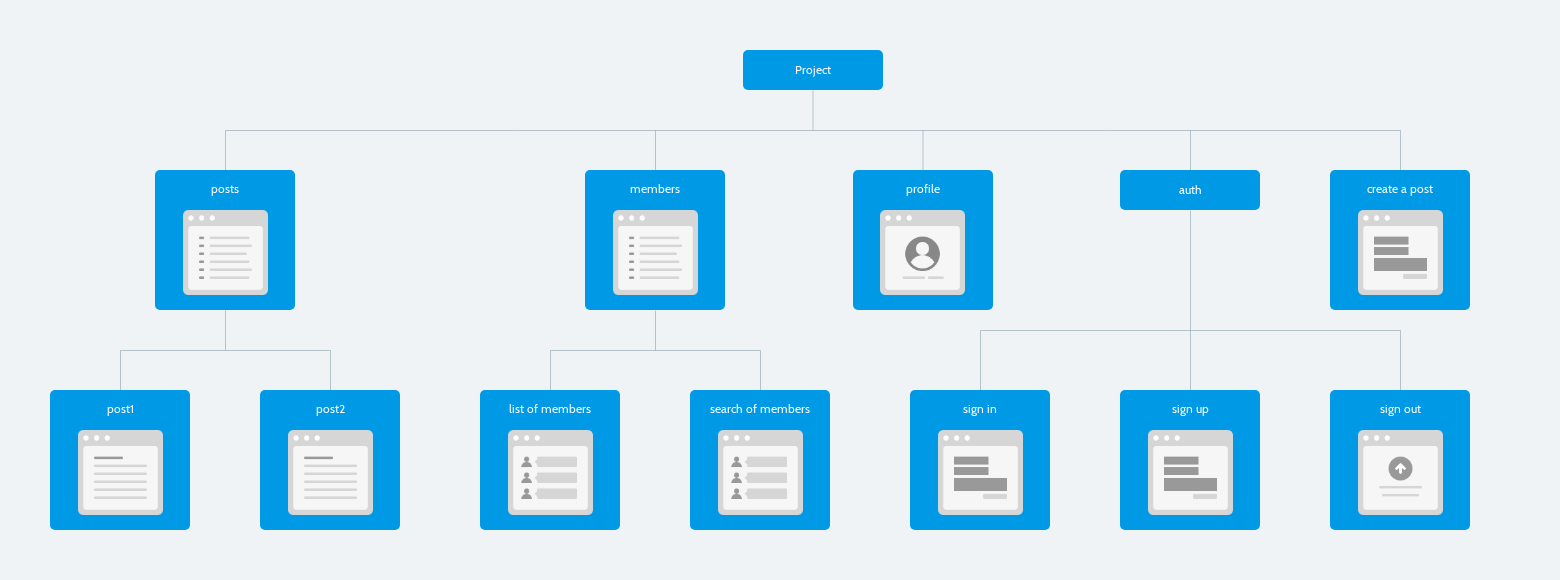 Project
posts
members
profile
auth
create a post
post1
post2
list of members
search of members
sign in
sign up
sign out